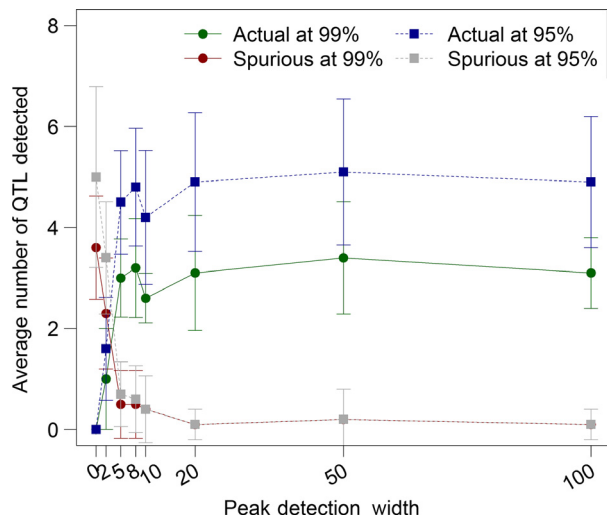 Actual at 99%
Actual at 95%
Spurious at 99%
Spurious at 95%
Average number of QTL detected
8
6
4
2
0
0
2
5
8
10
20
50
100
Peak detection width